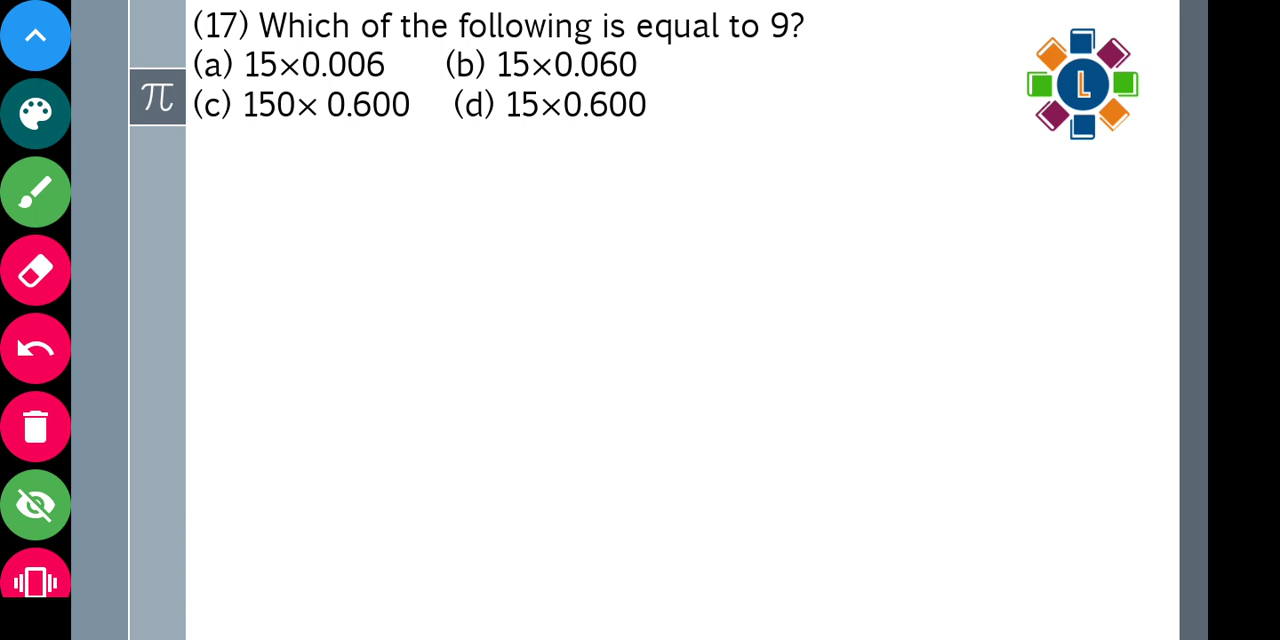 (17) Which of the following is equal to 9?
(a) 15×0.006 (b) 15×0.060
π (c) 150× 0.600 (d) 15×0.600
L